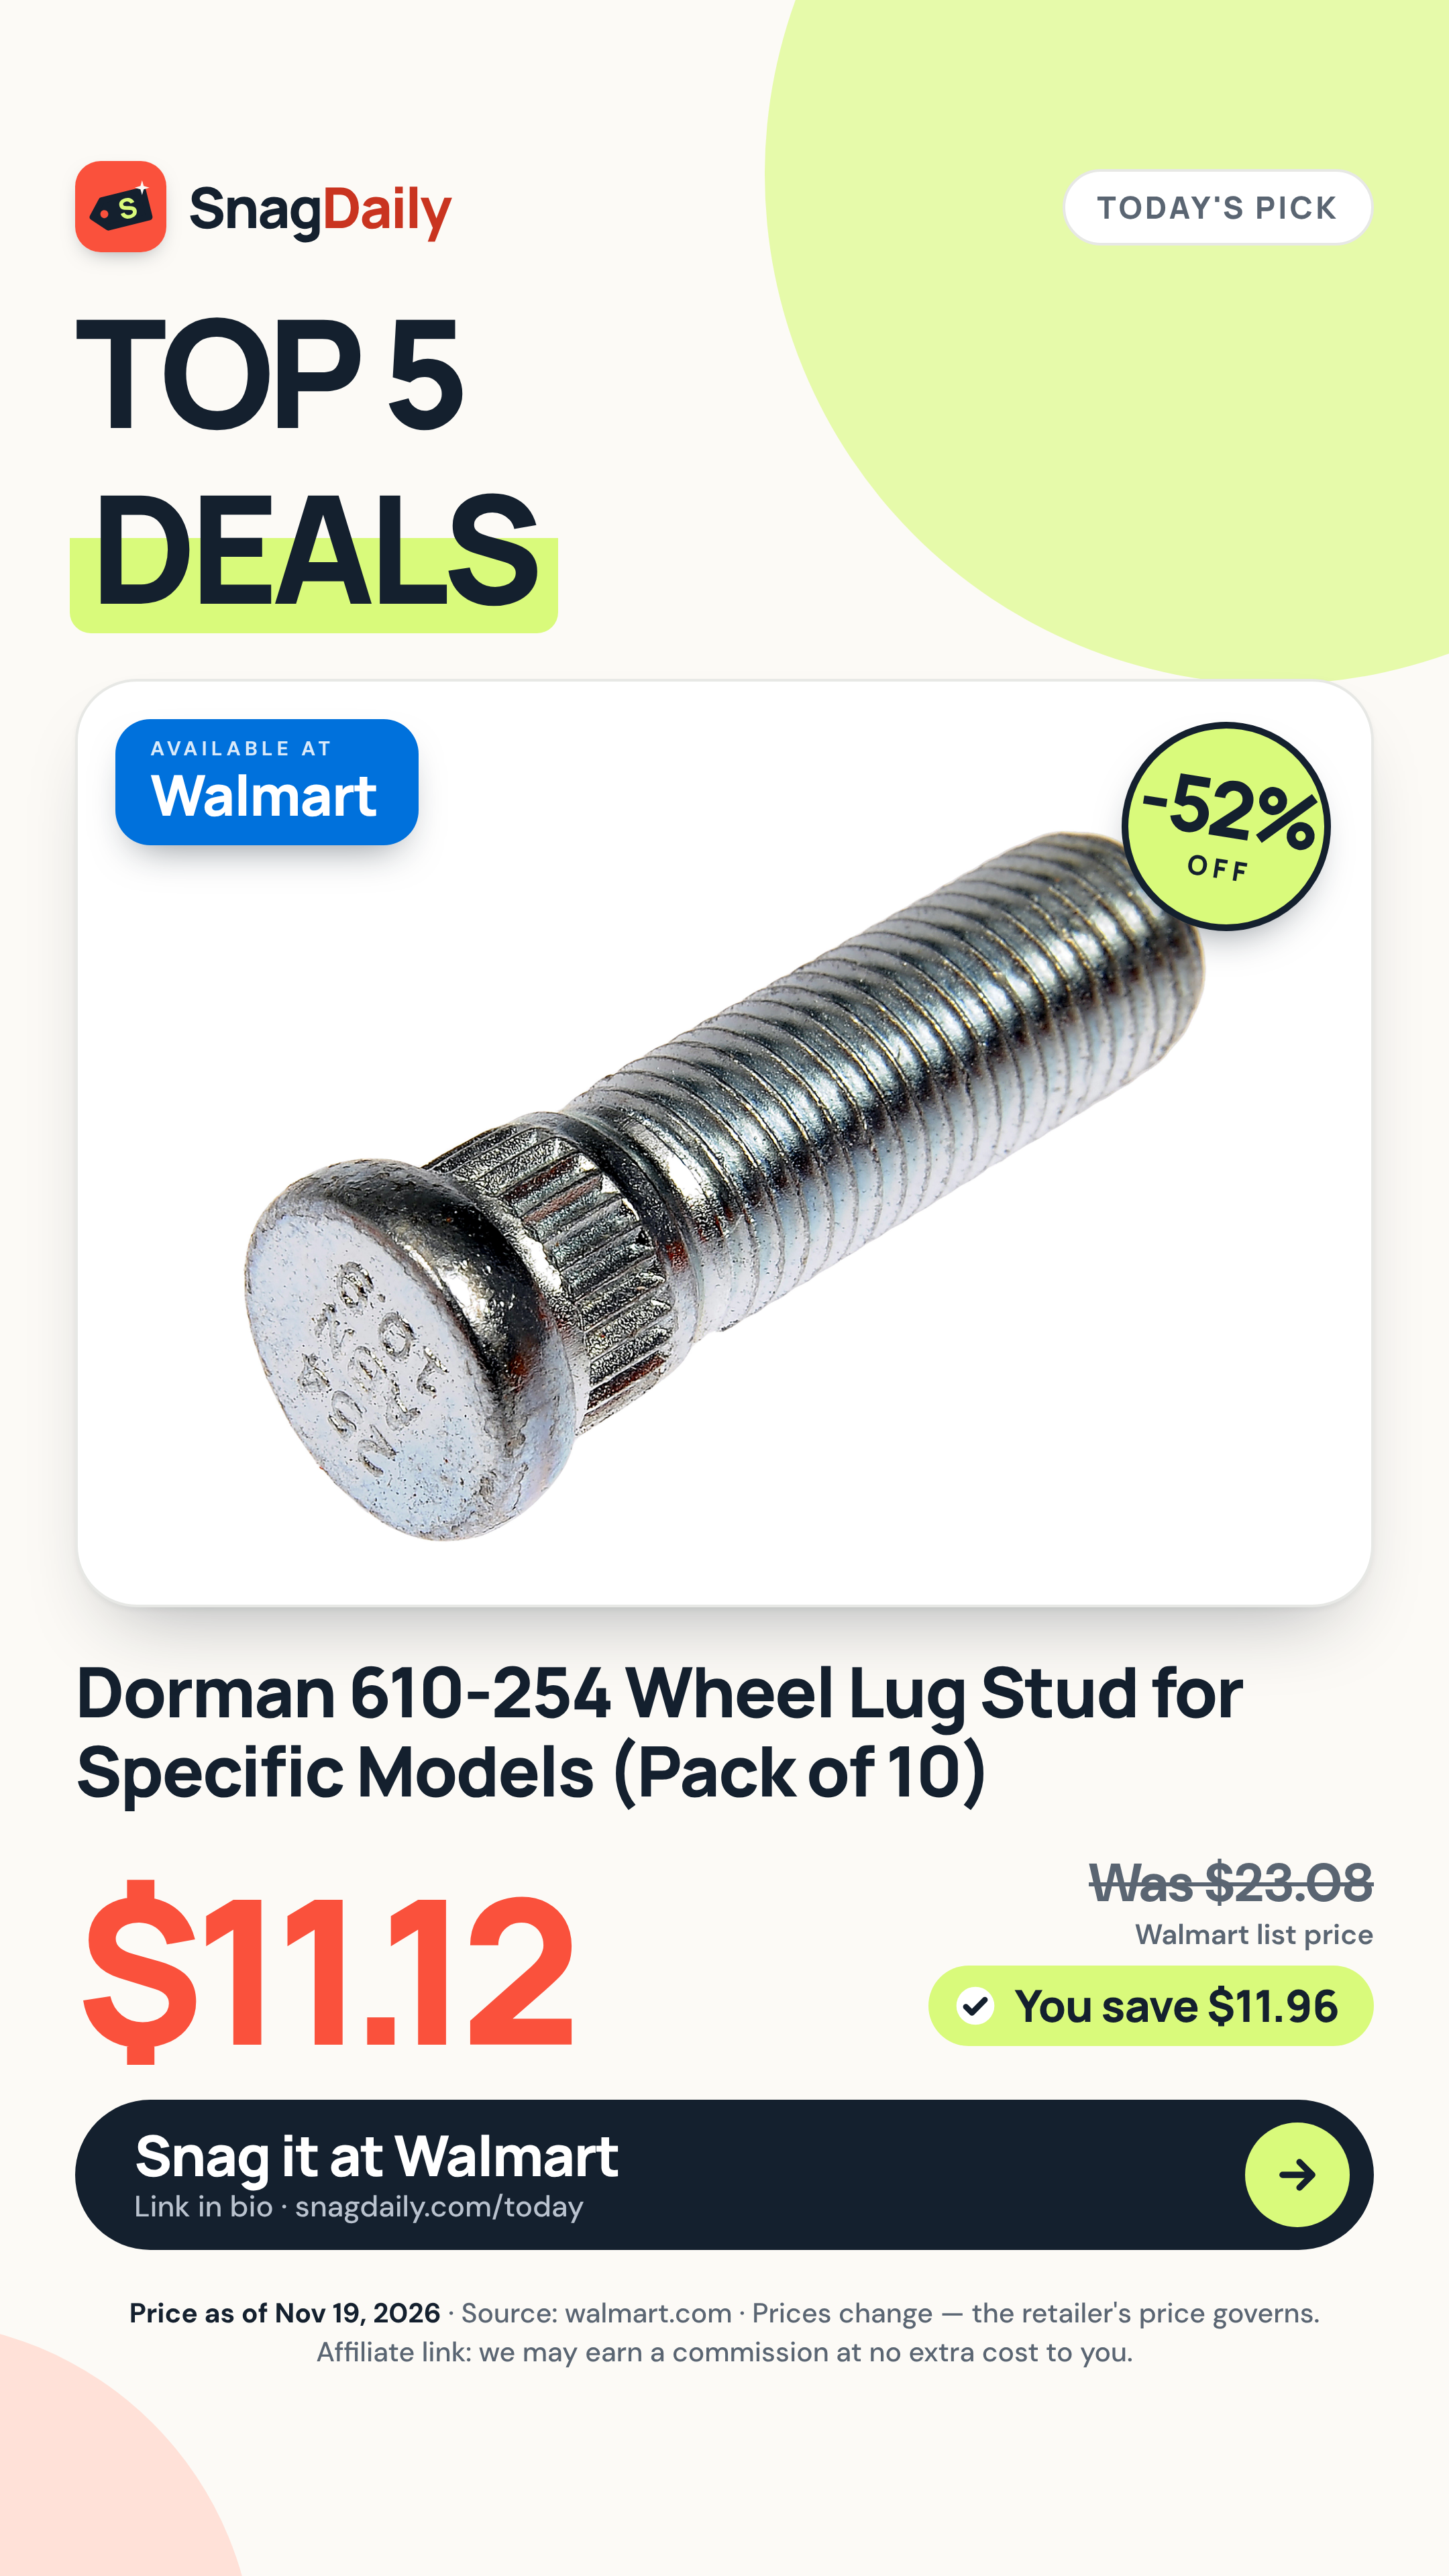 S
SnagDaily
TODAY'S PICK
TOP 5
DEALS
AVAILABLE AT
Walmart
-52%
OFF
Dorman 610-254 Wheel Lug Stud for
Specific Models (Pack of 10)
$11.12
Was $23.08
Walmart list price
You save $11.96
Snag it at Walmart
Link in bio · snagdaily.com/today
Price as of Nov 19, 2026 · Source: walmart.com · Prices change — the retailer's price governs.
Affiliate link: we may earn a commission at no extra cost to you.